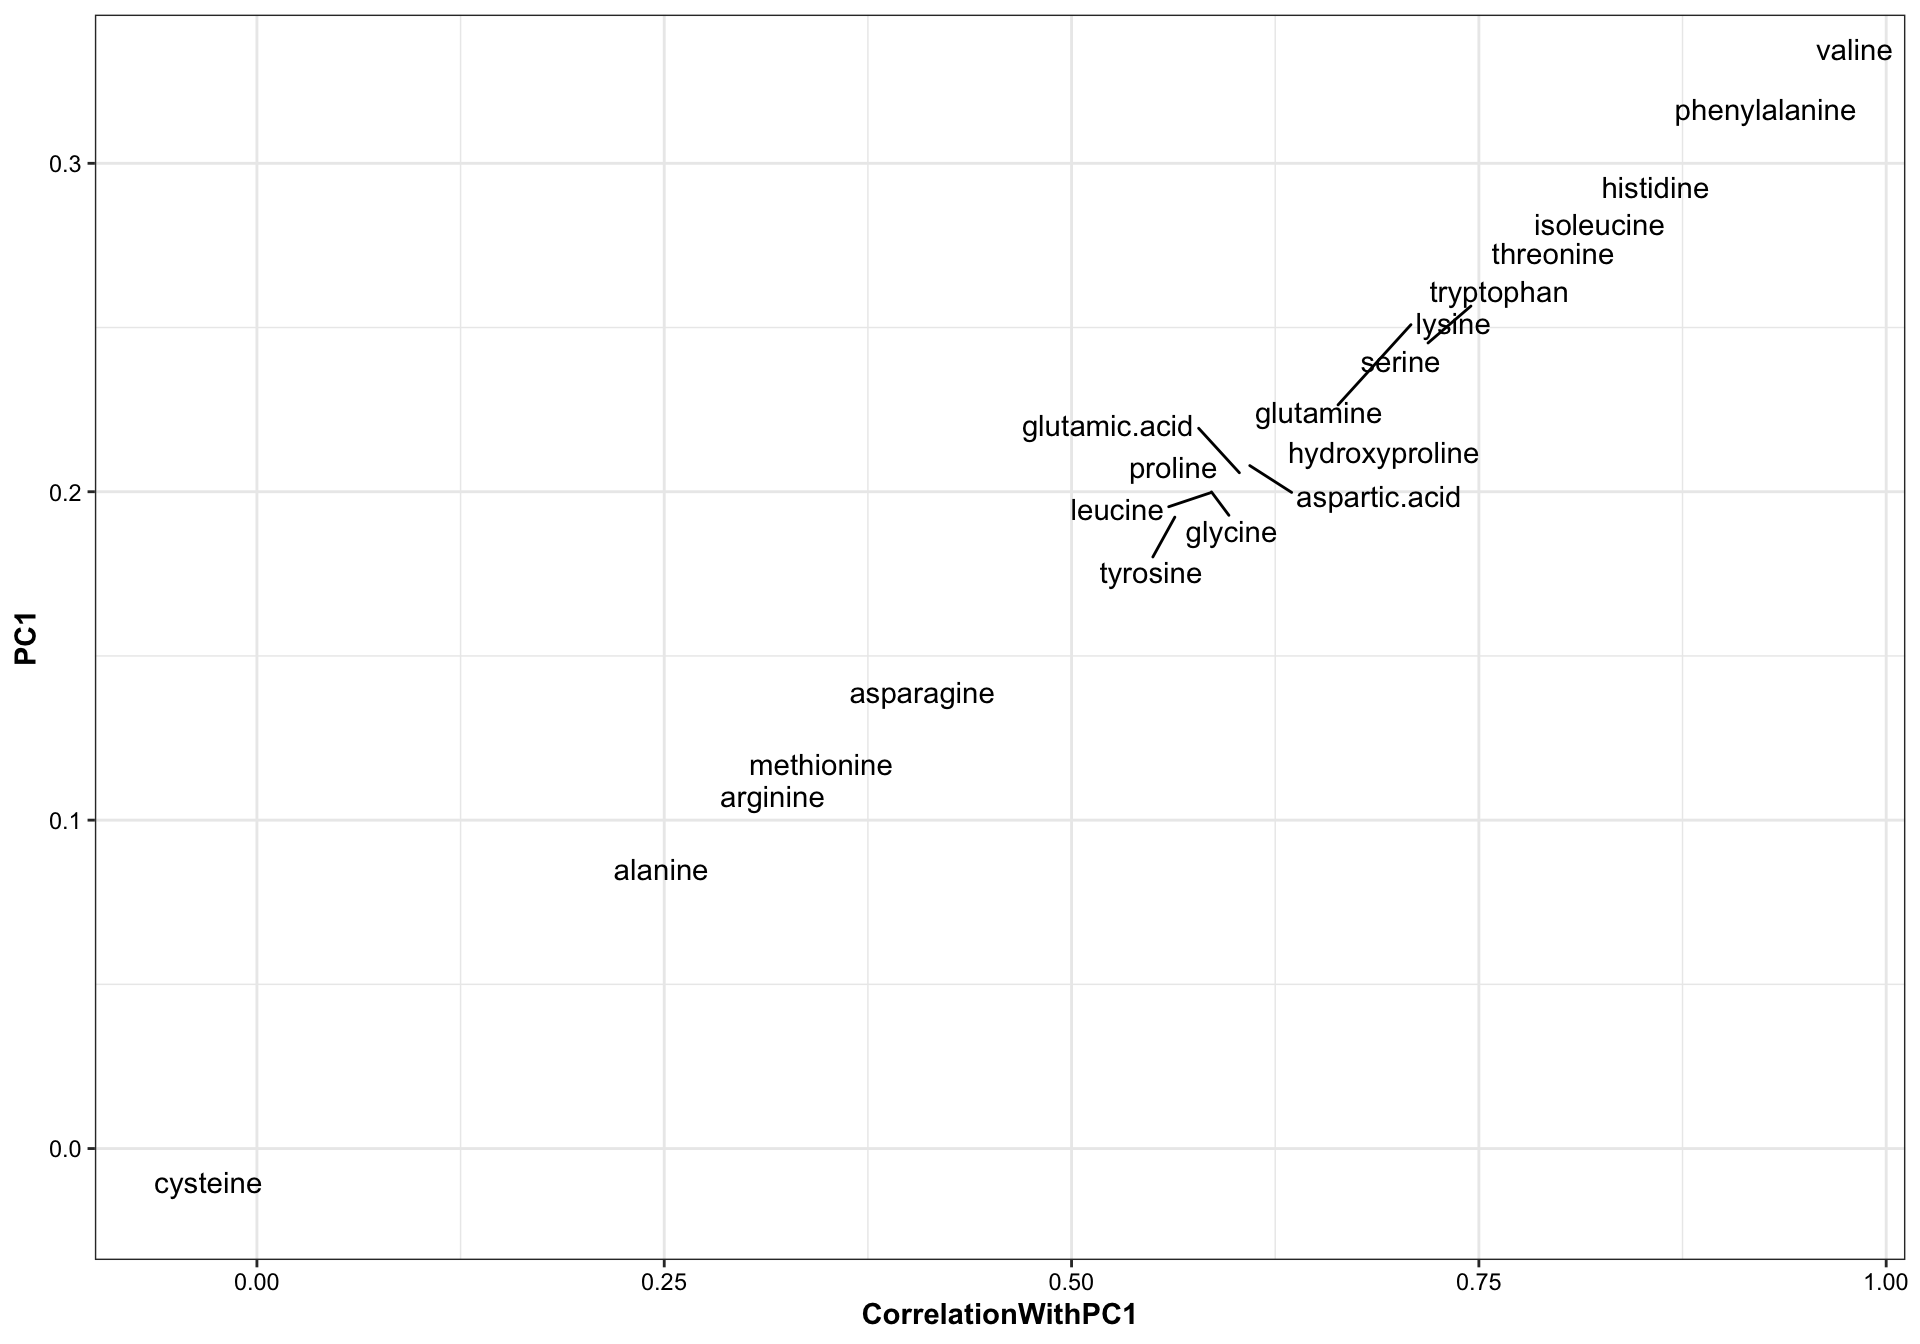 valine
phenylalanine
0.3
histidine
isoleucine
threonine
tryptophan
lysine
serine
glutamine
glutamic.acid
hydroxyproline
proline
0.2
aspartic.acid
leucine
glycine
tyrosine
PC1
asparagine
methionine
arginine
0.1
alanine
0.0
cysteine
0.00 0.25 0.50 0.75 1.00
CorrelationWithPC1